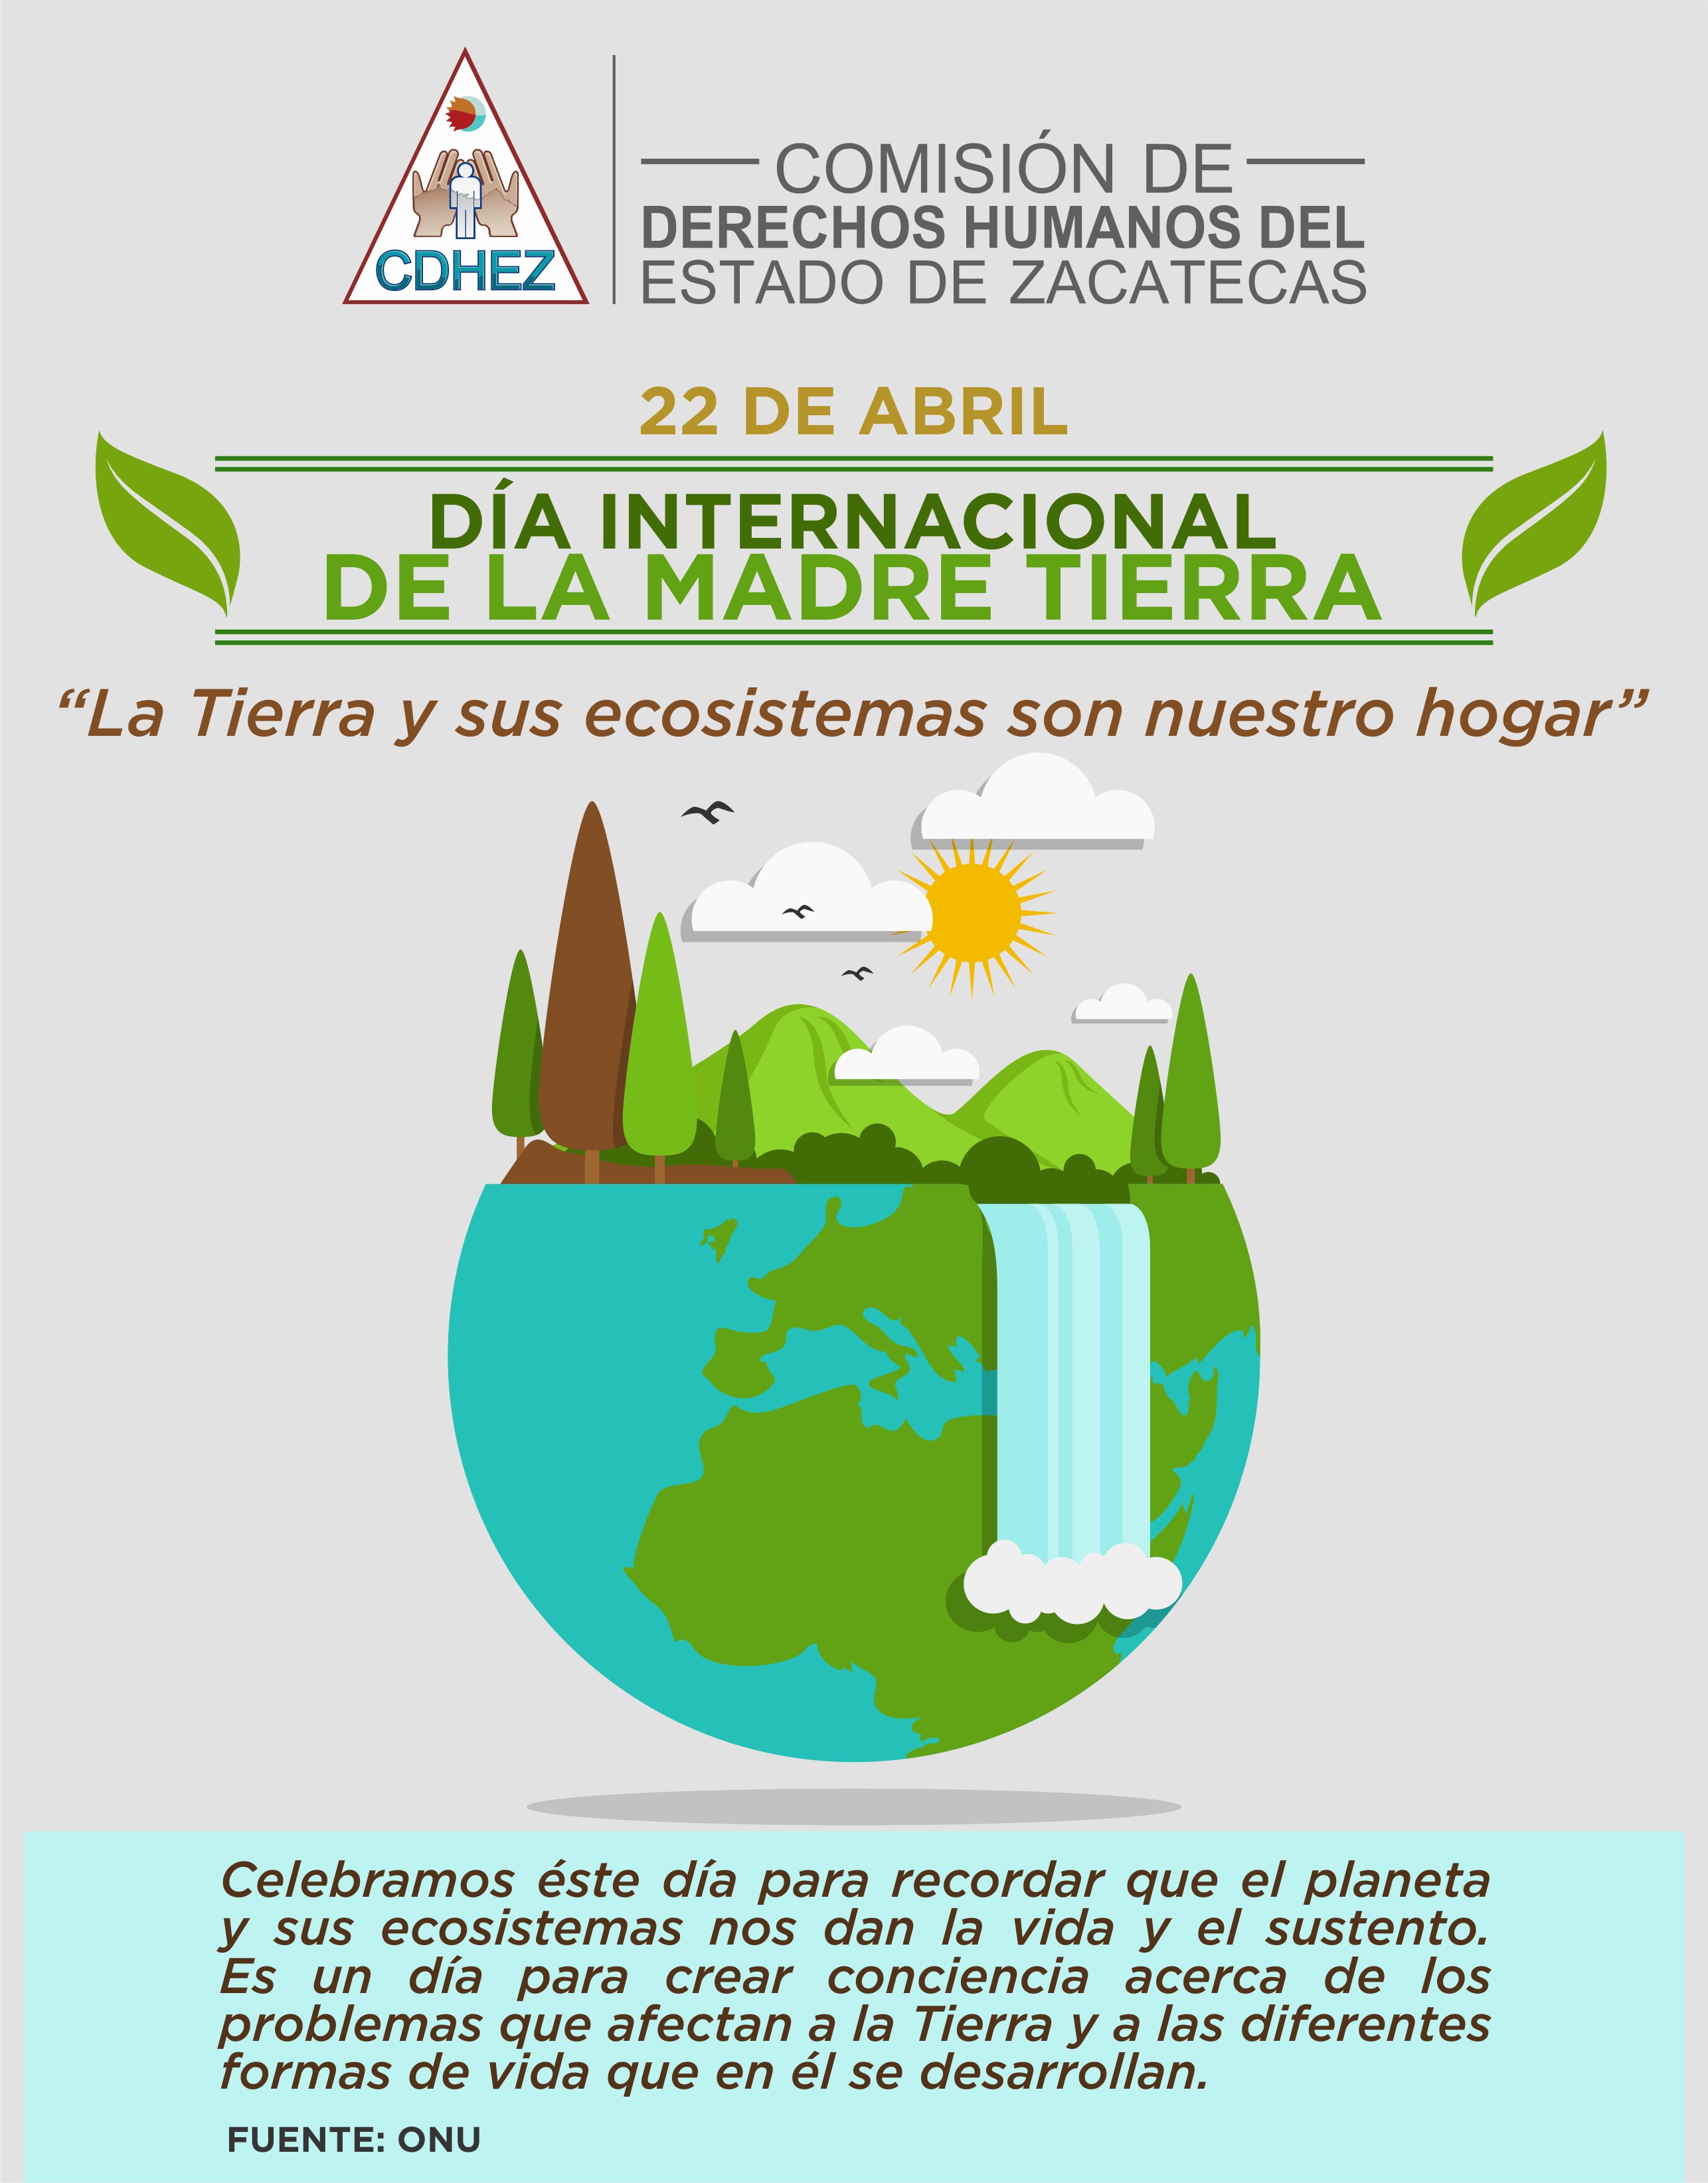 CDHEZ
COMISIÓN DE
DERECHOS HUMANOS DEL
ESTADO DE ZACATECAS
22 DE ABRIL
DÍA INTERNACIONAL
DE LA MADRE TIERRA
“La Tierra y sus ecosistemas son nuestro hogar”
Celebramos éste día para recordar que el planeta
y sus ecosistemas nos dan la vida y el sustento.
Es un día para crear conciencia acerca de los
problemas que afectan a la Tierra y a las diferentes
formas de vida que en él se desarrollan.
FUENTE: ONU